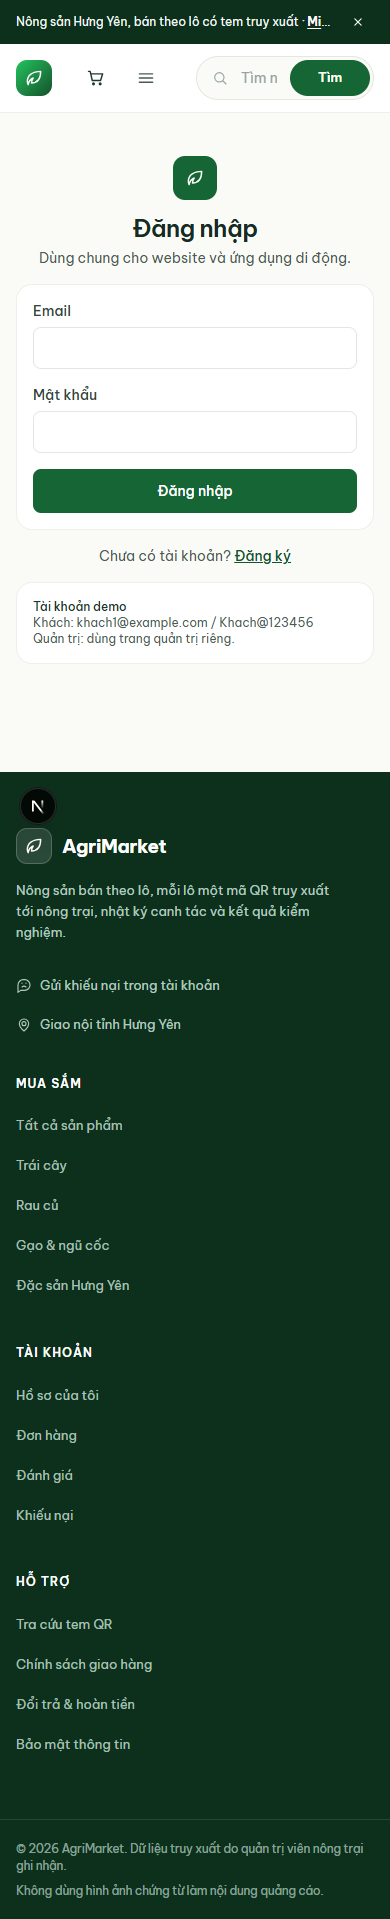 Nông sản Hưng Yên, bán theo lô có tem truy xuất · Mi...
Tìm n
Tìm
Đăng nhập
Dùng chung cho website và ứng dụng di động.
Email
Mật khẩu
Đăng nhập
Chưa có tài khoản? Đăng ký
Tài khoản demo
Khách: khach1@example.com / Khach@123456
Quản trị: dùng trang quản trị riêng.
N
AgriMarket
Nông sản bán theo lô, mỗi lô một mã QR truy xuất
tới nông trại, nhật ký canh tác và kết quả kiểm
nghiệm.
Gửi khiếu nại trong tài khoản
Giao nội tỉnh Hưng Yên
MUA SẮM
Tất cả sản phẩm
Trái cây
Rau củ
Gạo & ngũ cốc
Đặc sản Hưng Yên
TÀI KHOẢN
Hồ sơ của tôi
Đơn hàng
Đánh giá
Khiếu nại
HỖ TRỢ
Tra cứu tem QR
Chính sách giao hàng
Đổi trả & hoàn tiền
Bảo mật thông tin
© 2026 AgriMarket. Dữ liệu truy xuất do quản trị viên nông trại
ghi nhận.
Không dùng hình ảnh chứng từ làm nội dung quảng cáo.